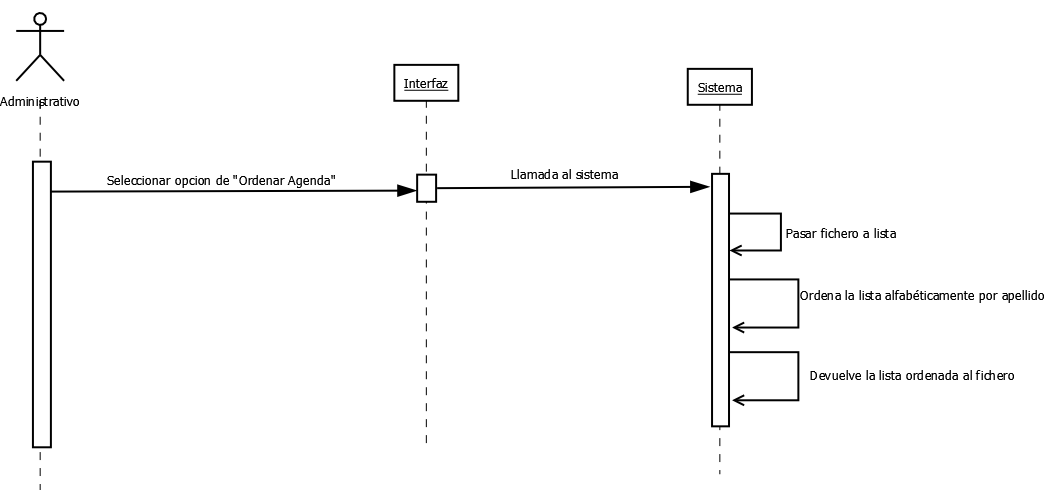 Administrativo
Interfaz
Sistema
Seleccionar opcion de "Ordenar Agenda"
Llamada al sistema
Pasar fichero a lista
Ordena la lista alfabéticamente por apellido
Devuelve la lista ordenada al fichero